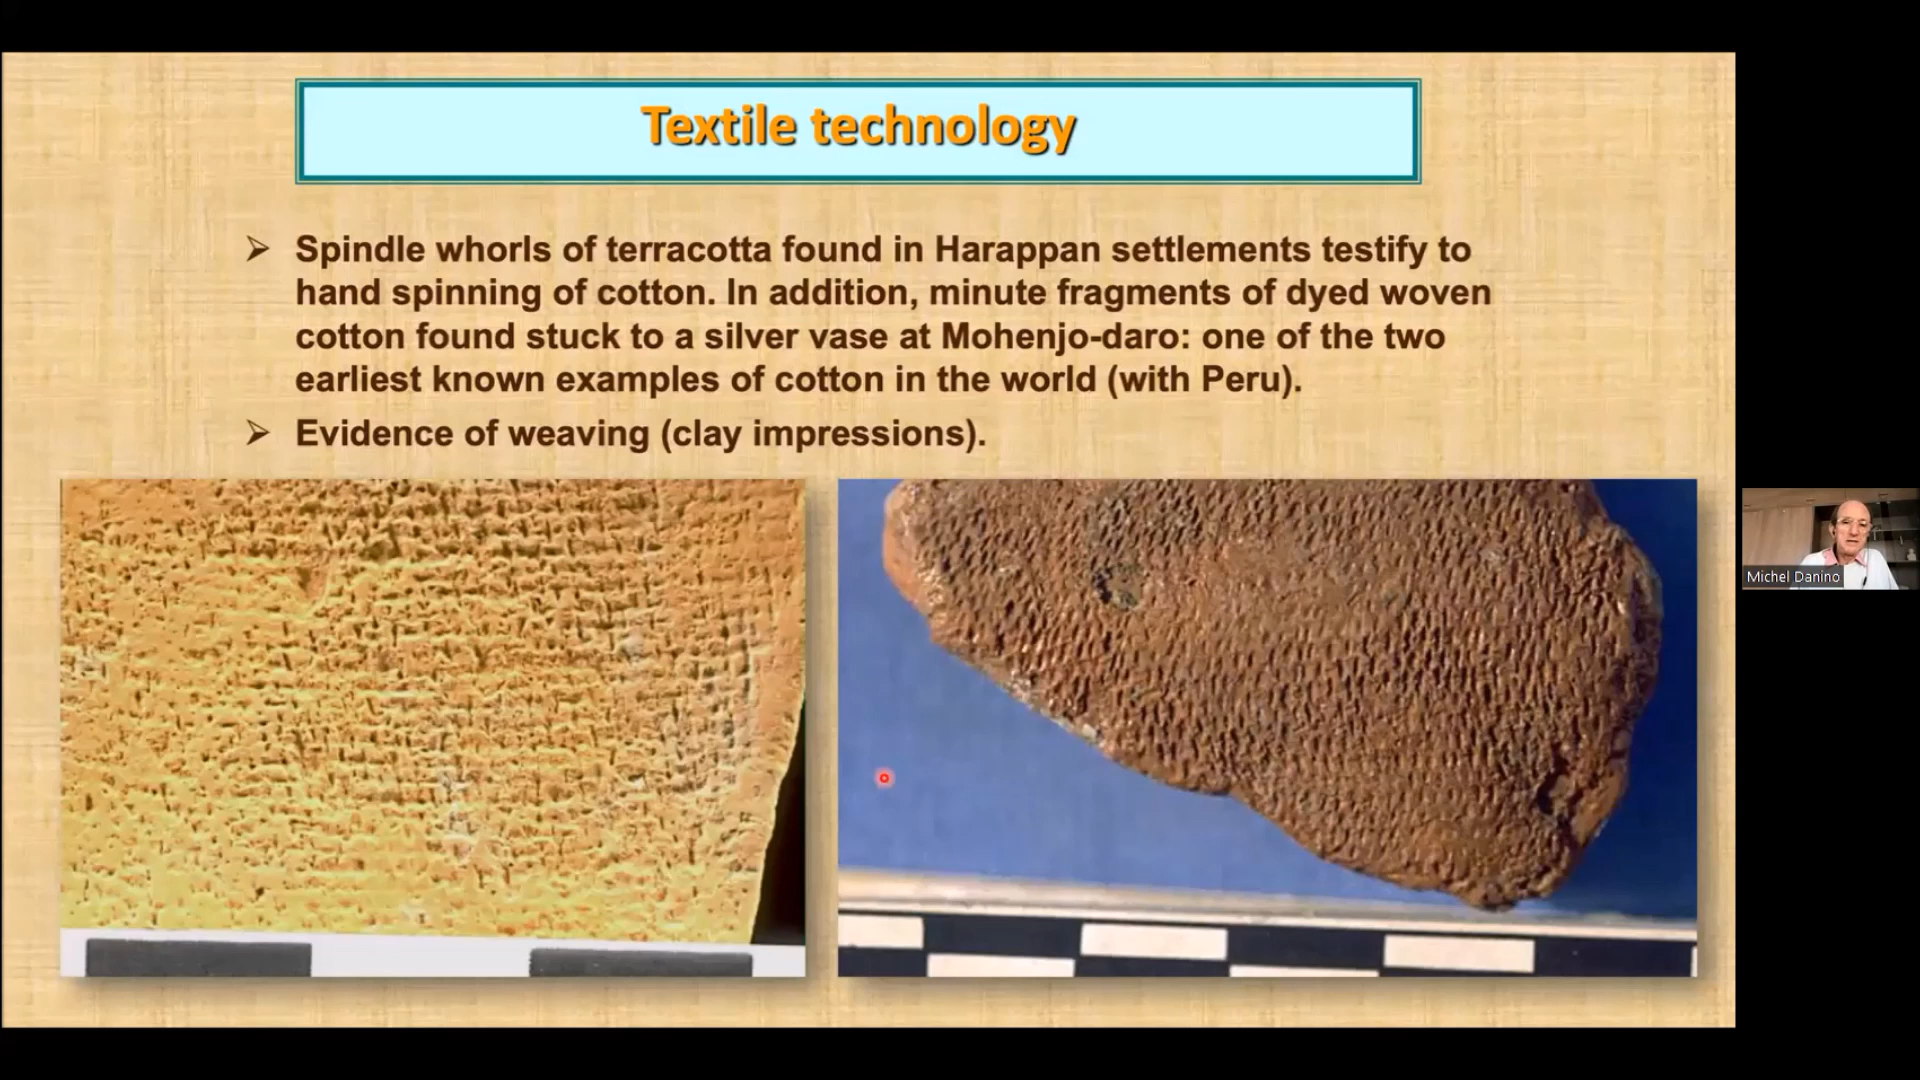 Textile technology
➢ Spindle whorls of terracotta found in Harappan settlements testify to
hand spinning of cotton. In addition, minute fragments of dyed woven
cotton found stuck to a silver vase at Mohenjo-daro: one of the two
earliest known examples of cotton in the world (with Peru).
➢ Evidence of weaving (clay impressions).
Michel Danino